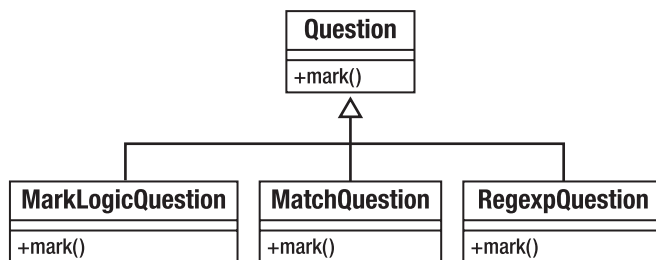 Question
+mark()
MarkLogicQuestion
+mark()
MatchQuestion
+mark()
RegexpQuestion
+mark()